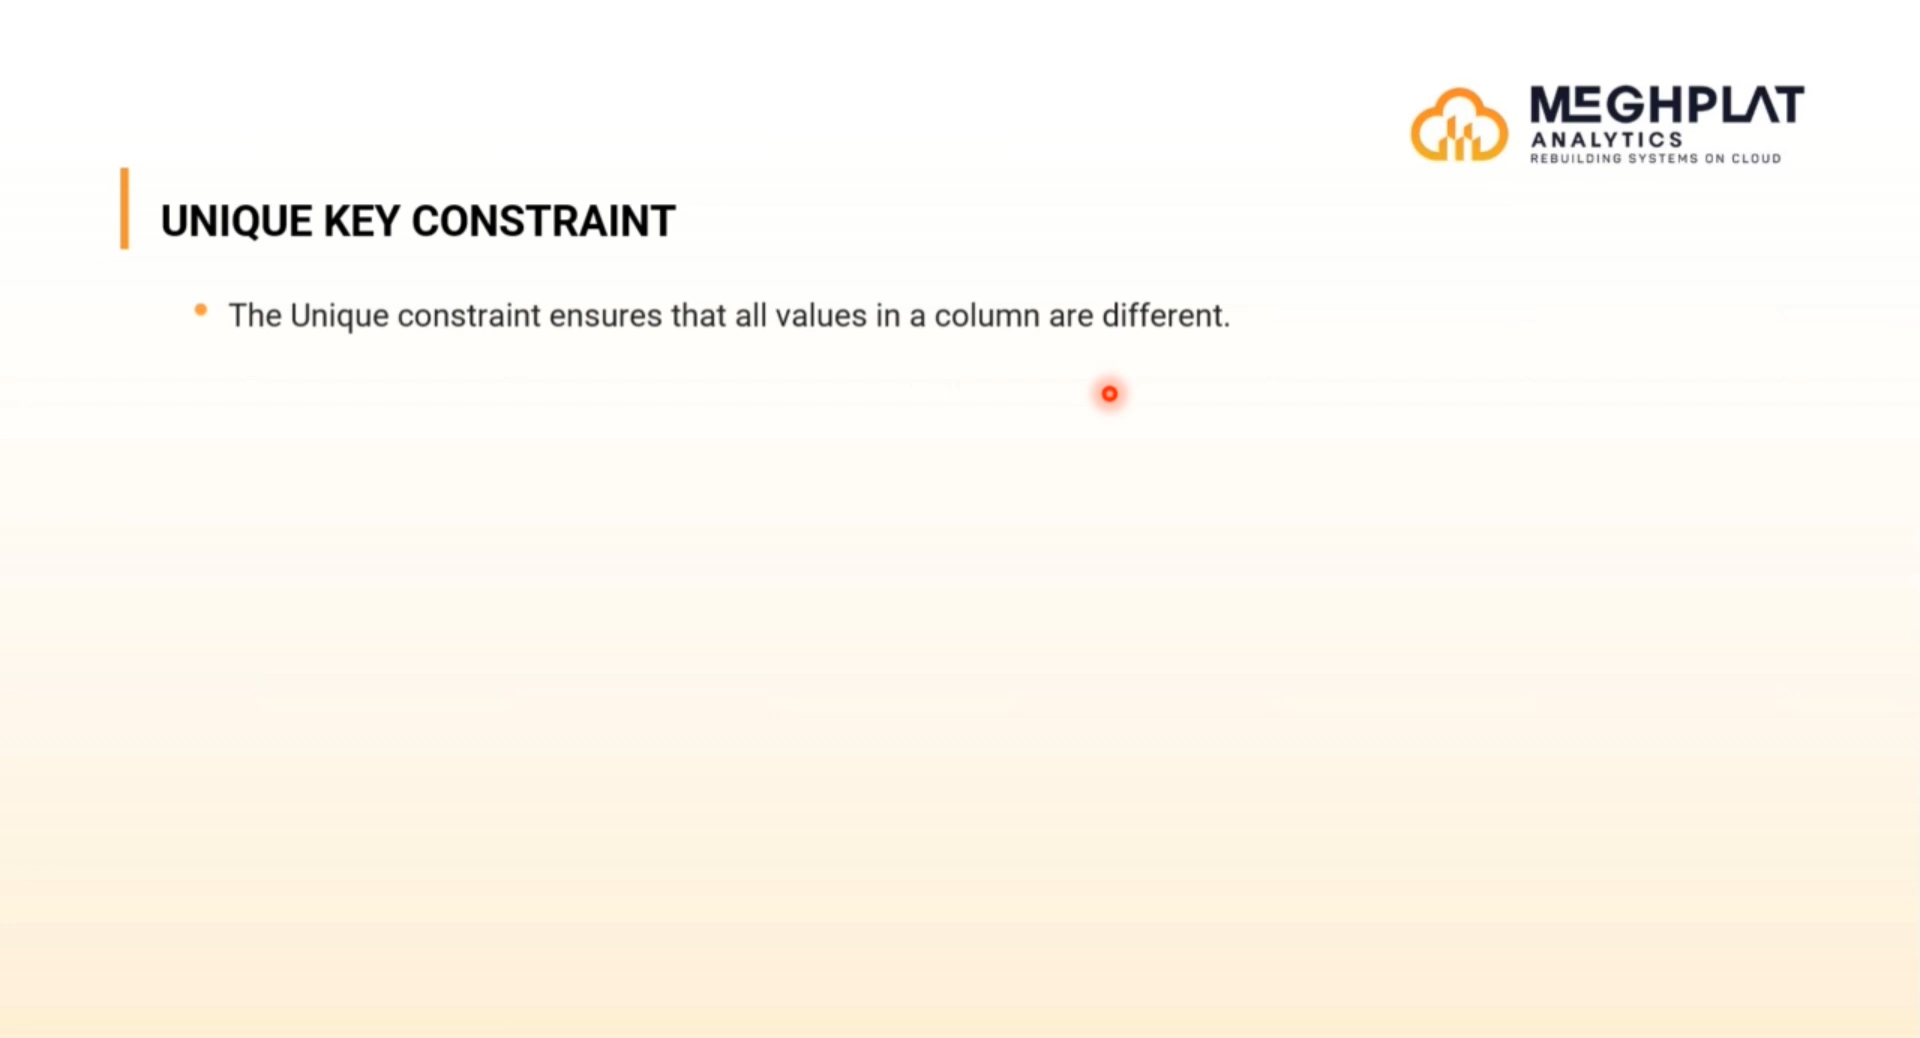 MEGHPLAT
ANALYTICS
REBUILDING SYSTEMS ON CLOUD
UNIQUE KEY CONSTRAINT
• The Unique constraint ensures that all values in a column are different.